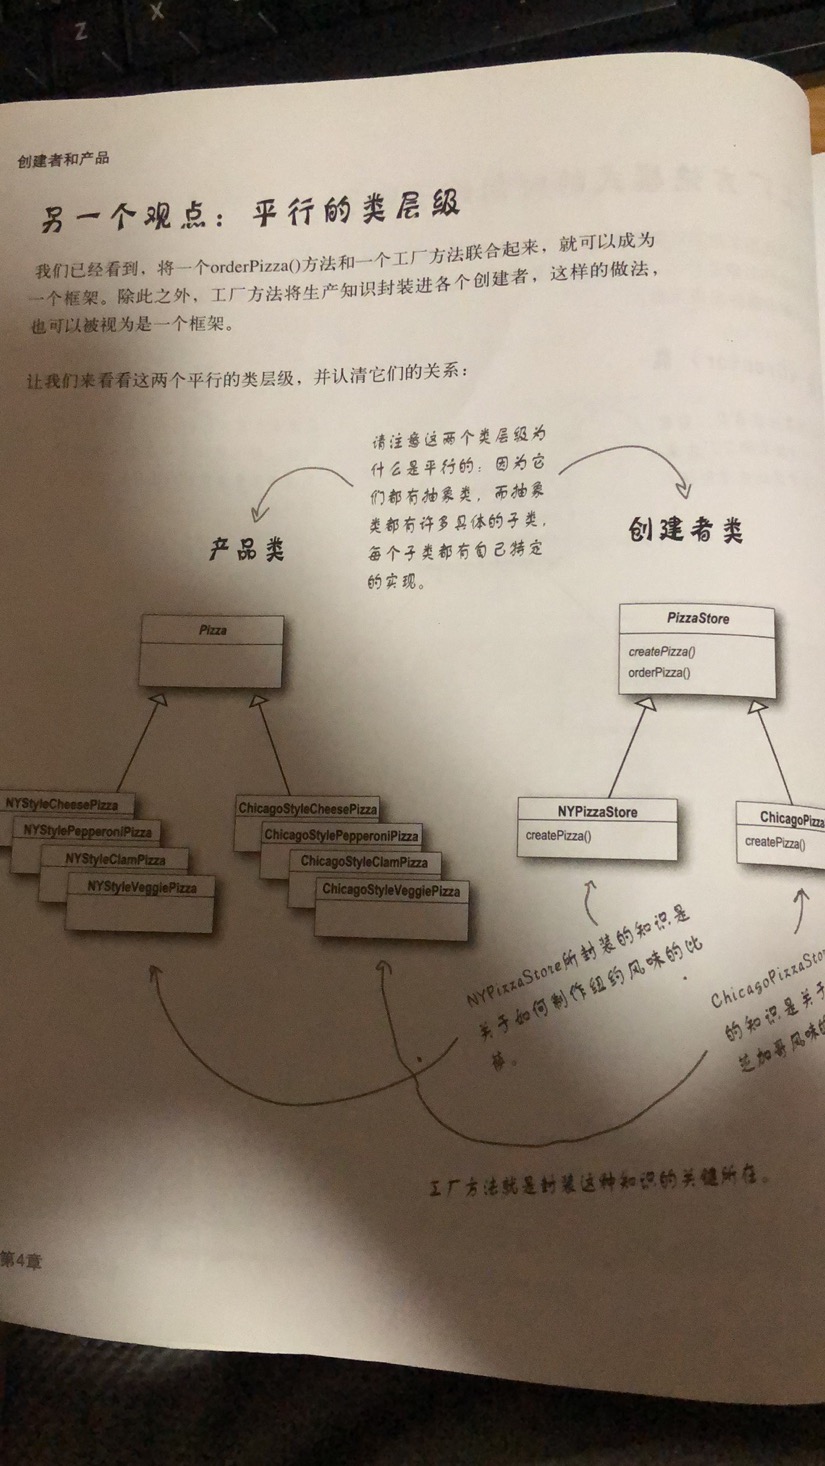 Z
X
创建者和产品
另一个观点：平行的类层级
我们已经看到，将一个orderPizza()方法和一个工厂方法联合起来，就可以成为
一个框架。除此之外，工厂方法将生产知识封装进各个创建者，这样的做法，
也可以被视为是一个框架。
让我们来看看这两个平行的类层级，并认清它们的关系：
请注意这两个类层级为
什么是平行的：因为它
们都有抽象类，而抽象
类都有许多具体的子类，
每个子类都有自己特定
的实现。
产品类
创建者类
Pizza
PizzaStore
createPizza()
orderPizza()
NYStyleCheesePizza
NYStylePepperoniPizza
NYStyleClamPizza
NYStyleVeggiePizza
ChicagoStyleCheesePizza
ChicagoStylePepperoniPizza
ChicagoStyleClamPizza
ChicagoStyleVeggiePizza
NYPizzaStore
createPizza()
ChicagoPizza
createPizza()
NYPizzaStore所封装的知识是
关于如何制作纽约风味的比
萨。
ChicagoPizzaStor
的知识是关于
芝加哥风味的
工厂方法就是封装这种知识的关键所在。
第4章